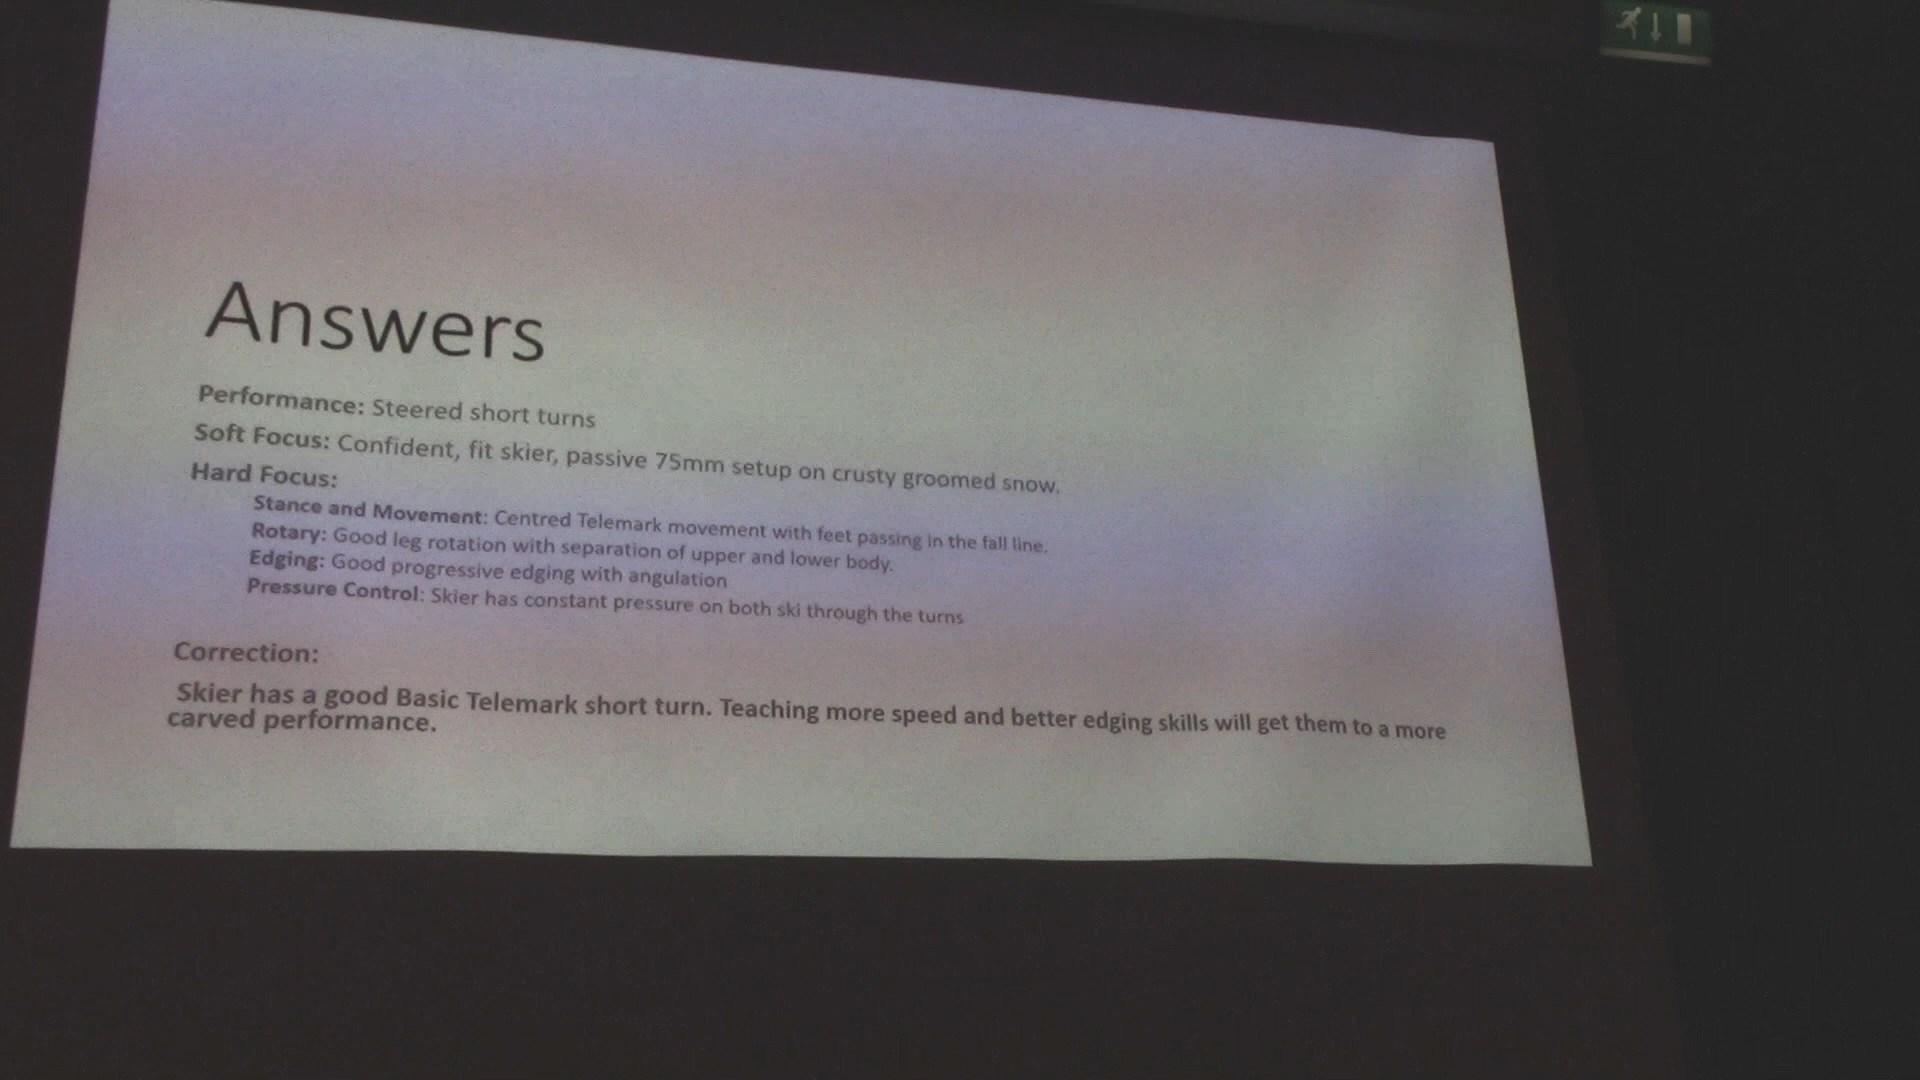 Answers
Performance: Steered short turns
Soft Focus: Confident, fit skier, passive 75mm setup on crusty groomed snow.
Hard Focus:
Stance and Movement: Centred Telemark movement with feet passing in the fall line.
Rotary: Good leg rotation with separation of upper and lower body.
Edging: Good progressive edging with angulation
Pressure Control: Skier has constant pressure on both ski through the turns
Correction:
Skier has a good Basic Telemark short turn. Teaching more speed and better edging skills will get them to a more
carved performance.